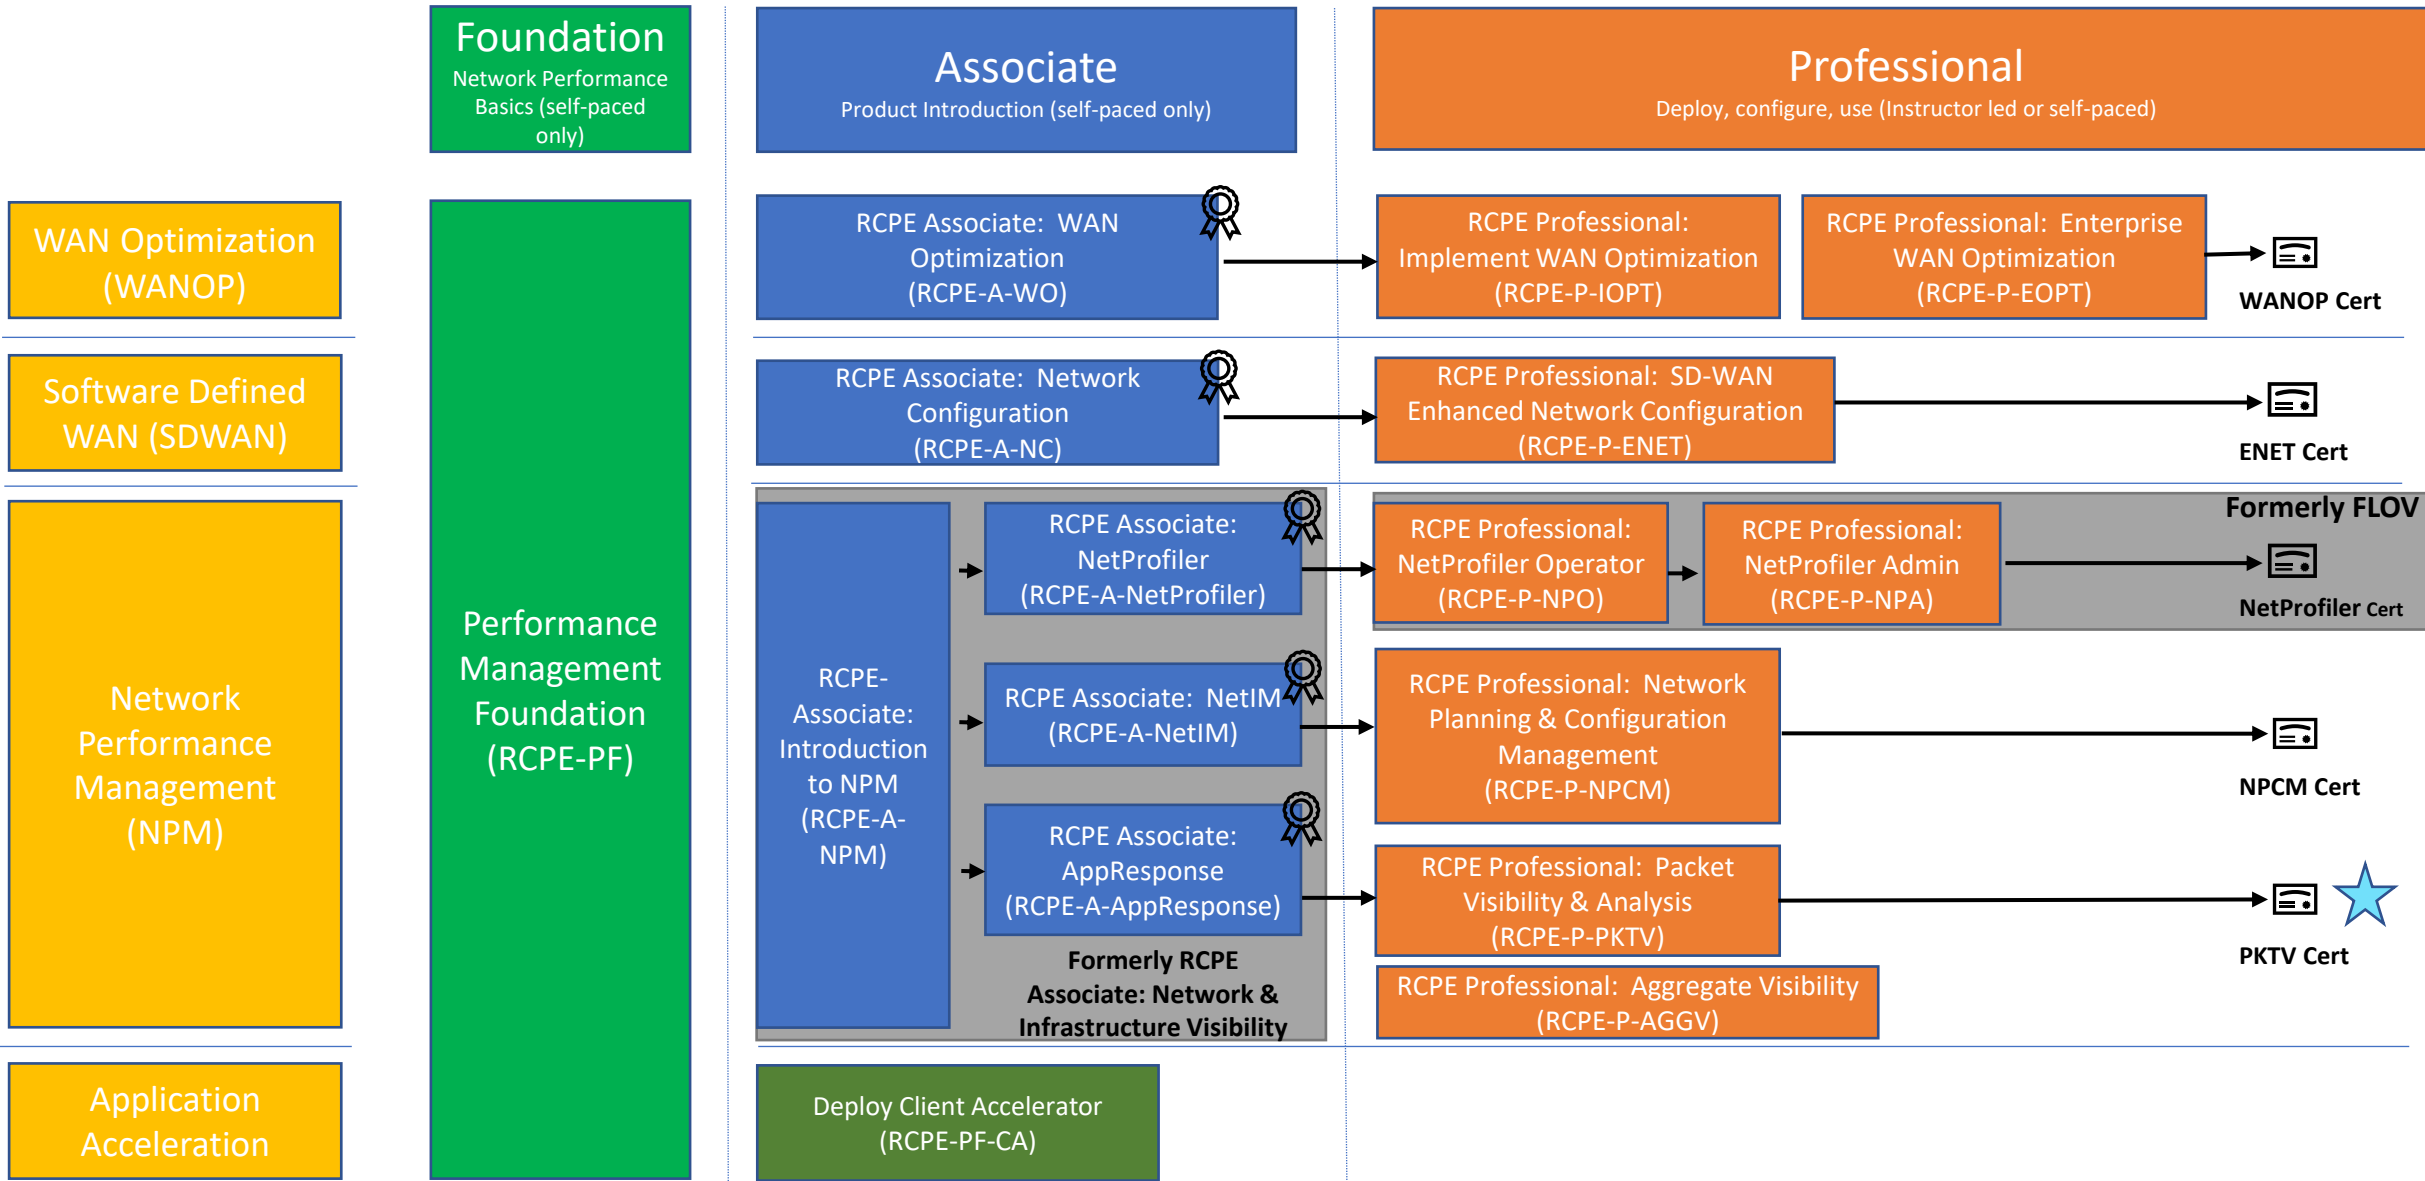 Foundation
Network Performance
Basics (self-paced
only)
Associate
Product Introduction (self-paced only)
Professional
Deploy, configure, use (Instructor led or self-paced)
WAN Optimization
(WANOP)
RCPE Associate:  WAN
Optimization
(RCPE-A-WO)
RCPE Professional:
Implement WAN Optimization
(RCPE-P-IOPT)
RCPE Professional:  Enterprise
WAN Optimization
(RCPE-P-EOPT)
WANOP Cert
Software Defined
WAN (SDWAN)
RCPE Associate:  Network
Configuration
(RCPE-A-NC)
RCPE Professional:  SD-WAN
Enhanced Network Configuration
(RCPE-P-ENET)
ENET Cert
Network
Performance
Management
(NPM)
Performance
Management
Foundation
(RCPE-PF)
RCPE-
Associate:
Introduction
to NPM
(RCPE-A-
NPM)
RCPE Associate:
NetProfiler
(RCPE-A-NetProfiler)
RCPE Professional:
NetProfiler Operator
(RCPE-P-NPO)
RCPE Professional:
NetProfiler Admin
(RCPE-P-NPA)
Formerly FLOV
NetProfiler Cert
RCPE Associate:  NetIM
(RCPE-A-NetIM)
RCPE Professional:  Network
Planning & Configuration
Management
(RCPE-P-NPCM)
NPCM Cert
RCPE Associate:
AppResponse
(RCPE-A-AppResponse)
Formerly RCPE
Associate: Network &
Infrastructure Visibility
RCPE Professional:  Packet
Visibility & Analysis
(RCPE-P-PKTV)
PKTV Cert
RCPE Professional:  Aggregate Visibility
(RCPE-P-AGGV)
Application
Acceleration
Deploy Client Accelerator
(RCPE-PF-CA)